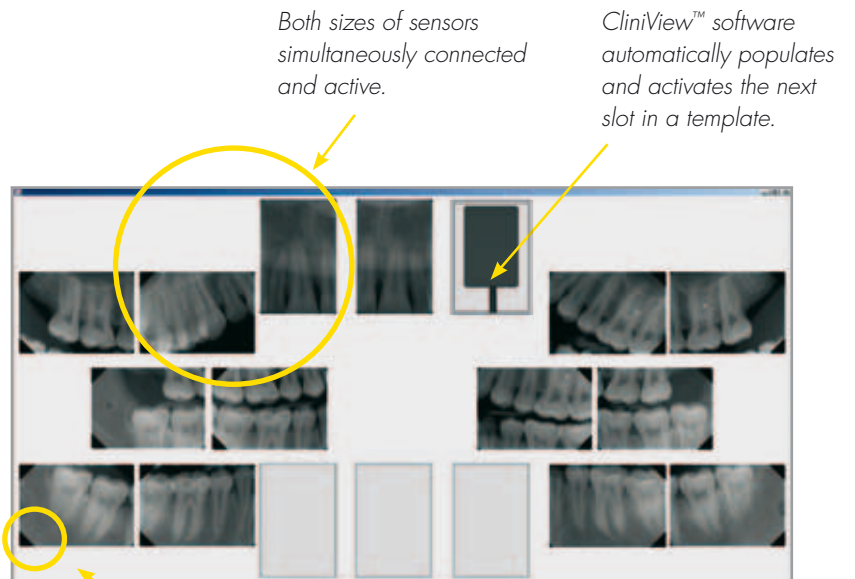 Both sizes of sensors
simultaneously connected
and active.
CliniView™ software
automatically populates
and activates the next
slot in a template.